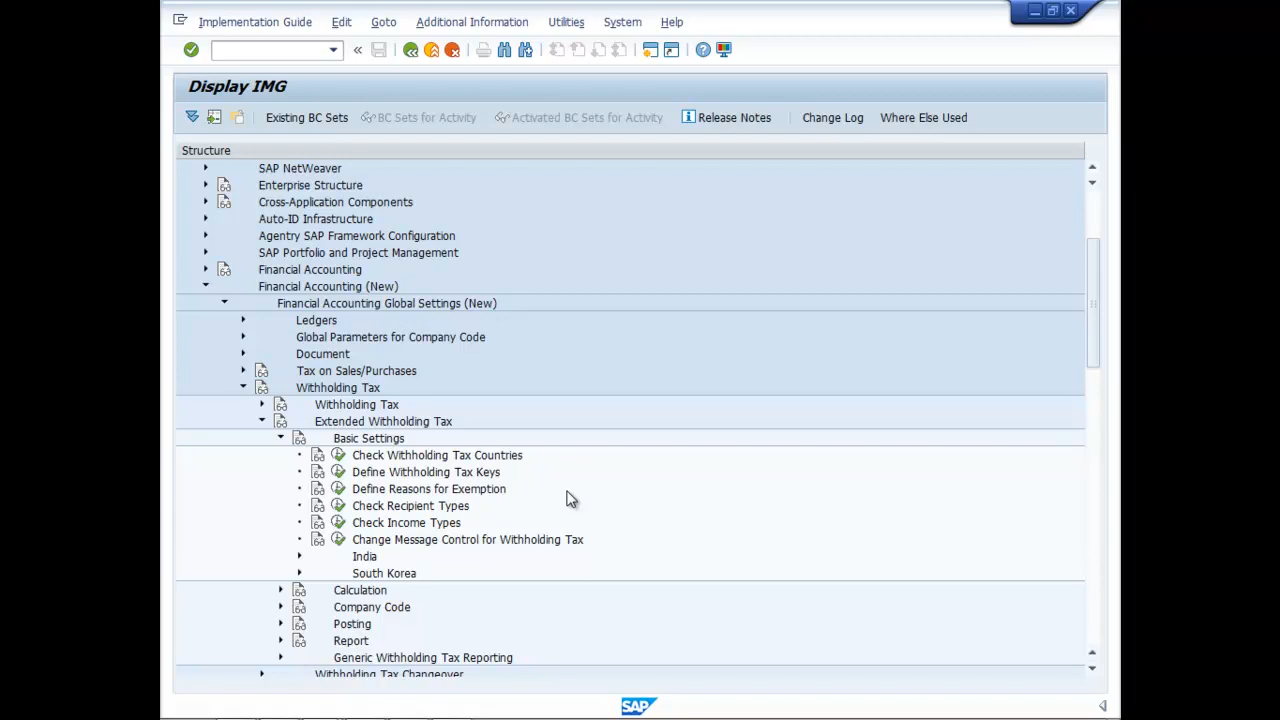 Implementation Guide Edit Goto Additional Information Utilities System Help
Display IMG
Existing BC Sets BC Sets for Activity Activated BC Sets for Activity Release Notes Change Log Where Else Used
Structure
SAP NetWeaver
Enterprise Structure
Cross-Application Components
Auto-ID Infrastructure
Agentry SAP Framework Configuration
SAP Portfolio and Project Management
Financial Accounting
Financial Accounting (New)
Financial Accounting Global Settings (New)
Ledgers
Global Parameters for Company Code
Document
Tax on Sales/Purchases
Withholding Tax
Withholding Tax
Extended Withholding Tax
Basic Settings
Check Withholding Tax Countries
Define Withholding Tax Keys
Define Reasons for Exemption
Check Recipient Types
Check Income Types
Change Message Control for Withholding Tax
India
South Korea
Calculation
Company Code
Posting
Report
Generic Withholding Tax Reporting
Withholding Tax Changeover
SAP